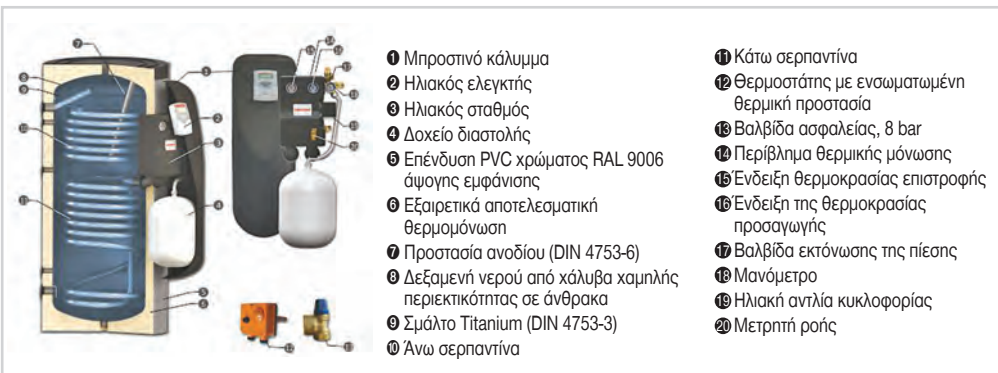 ❶ Μπροστινό κάλυμμα
❷ Ηλιακός ελεγκτής
❸ Ηλιακός σταθμός
❹ Δοχείο διαστολής
❺ Επένδυση PVC χρώματος RAL 9006
άψογης εμφάνισης
❻ Εξαιρετικά αποτελεσματική
θερμομόνωση
❼ Προστασία ανοδίου (DIN 4753-6)
❽ Δεξαμενή νερού από χάλυβα χαμηλής
περιεκτικότητας σε άνθρακα
❾ Σμάλτο Titanium (DIN 4753-3)
❿ Άνω σερπαντίνα
⓫ Κάτω σερπαντίνα
⓬ Θερμοστάτης με ενσωματωμένη
θερμική προστασία
⓭ Βαλβίδα ασφαλείας, 8 bar
⓮ Περίβλημα θερμικής μόνωσης
⓯ Ένδειξη θερμοκρασίας επιστροφής
⓰ Ένδειξη της θερμοκρασίας
προσαγωγής
⓱ Βαλβίδα εκτόνωσης της πίεσης
⓲ Μανόμετρο
⓳ Ηλιακή αντλία κυκλοφορίας
⓴ Μετρητή ροής